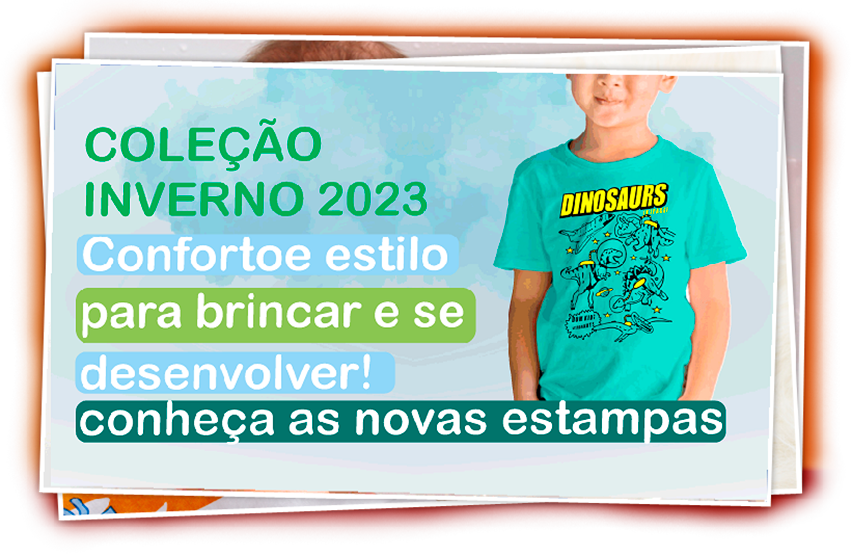 COLEÇÃO
INVERNO 2023
Confortoe estilo
para brincar e se
desenvolver!
conheça as novas estampas
DINOSAURS